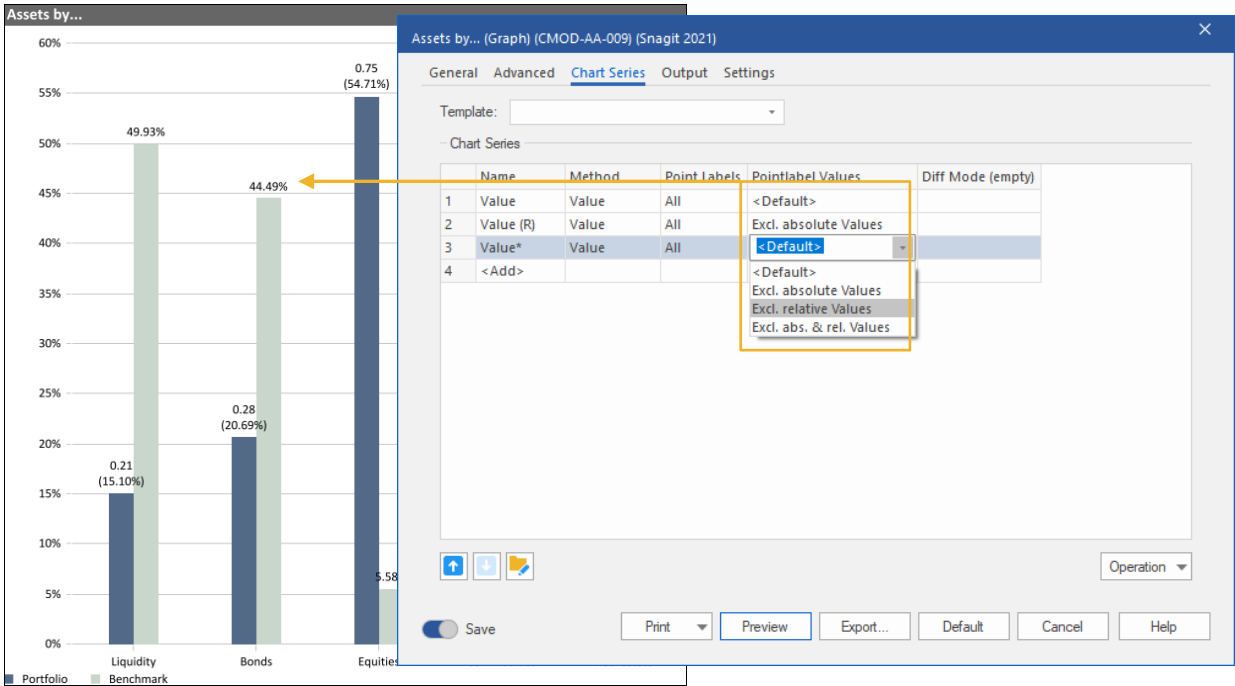 Assets by...
60%
55%
50%
45%
40%
35%
30%
25%
20%
15%
10%
5%
0%
0.75
(54.71%)
49.93%
44.49%
0.28
(20.69%)
0.21
(15.10%)
5.58
Liquidity Bonds Equities
Portfolio Benchmark
Assets by... (Graph) (CMOD-AA-009) (Snagit 2021)
General Advanced Chart Series Output Settings
Template:
Chart Series
Name Method Point Labels Pointlabel Values Diff Mode (empty)
1 Value Value All <Default>
2 Value (R) Value All Excl. absolute Values
3 Value* Value All <Default>
4 <Add>
<Default>
Excl. absolute Values
Excl. relative Values
Excl. abs. & rel. Values
Operation
Save Print Preview Export... Default Cancel Help